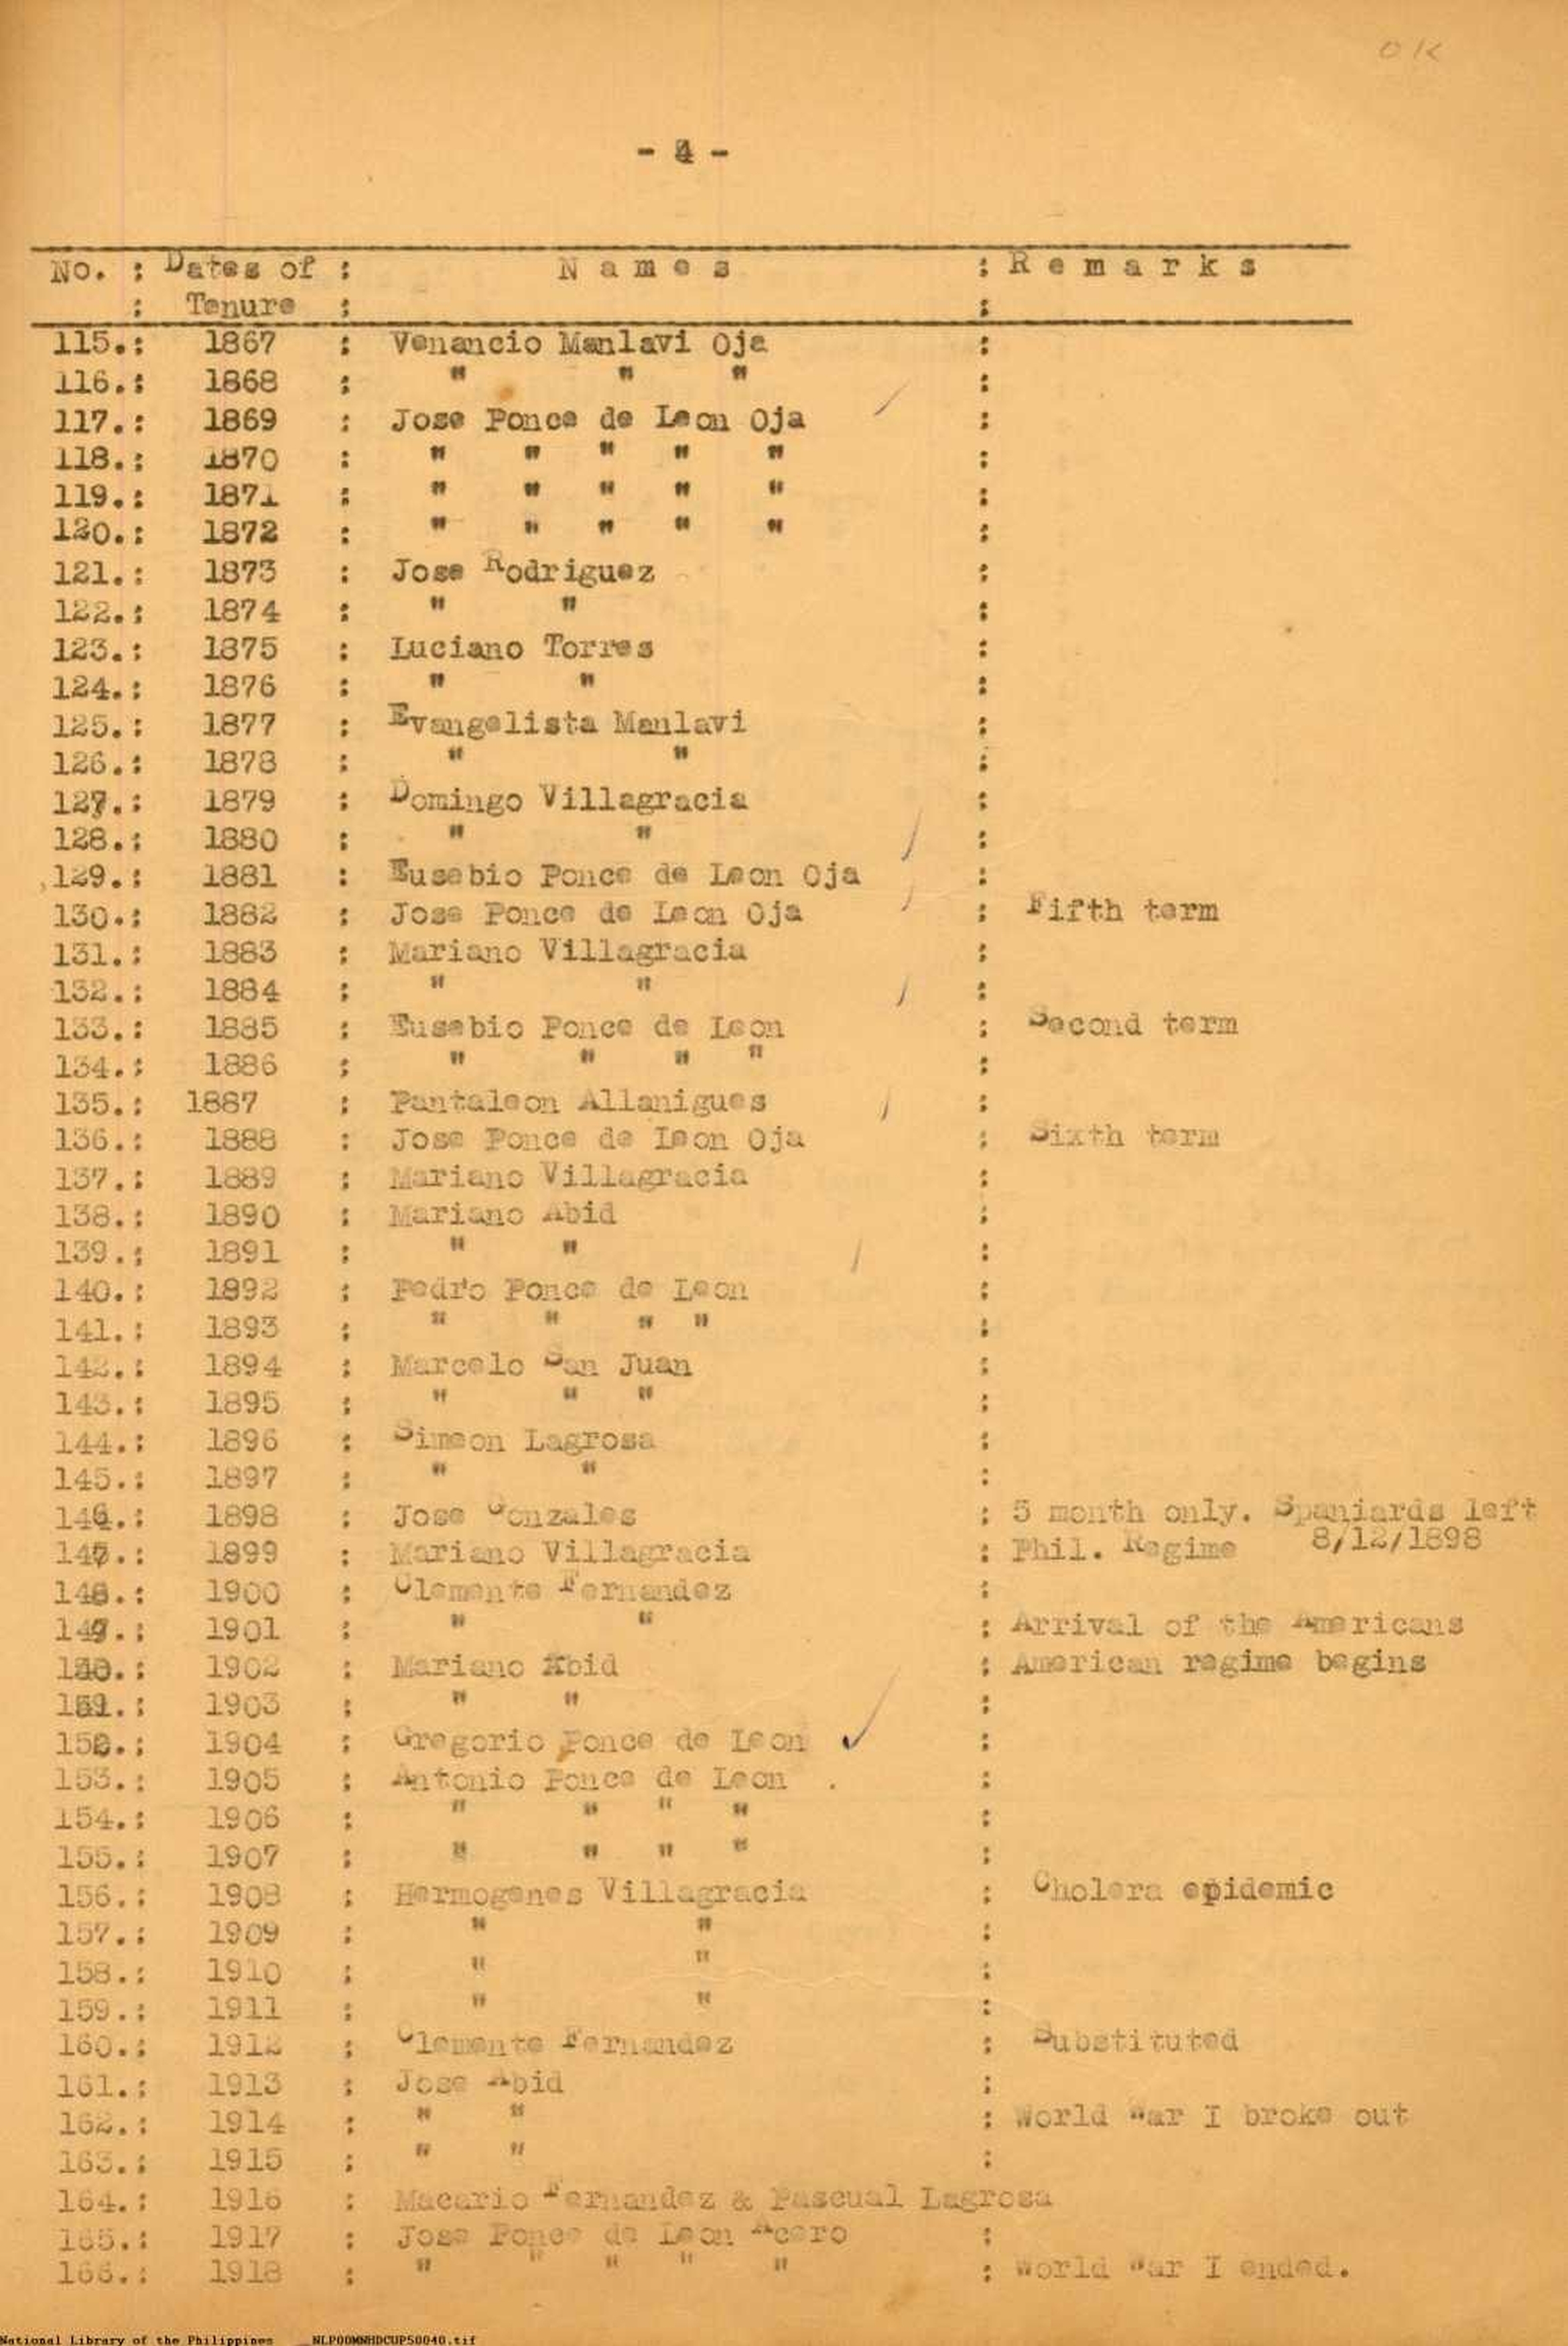 OK
- 4 -
No. : Dates of : N a m e s : R e m a r k s
: Tenure : :
115.: 1867 : Venancio Manlavi Oja :
116.: 1868 : " " " :
117.: 1869 : Jose Ponce de Leon Oja :
118.: 1870 : " " " " " :
119.: 1871 : " " " " " :
120.: 1872 : " " " " " :
121.: 1873 : Jose Rodriguez :
122.: 1874 : " " :
123.: 1875 : Luciano Torres :
124.: 1876 : " " :
125.: 1877 : Evangelista Manlavi :
126.: 1878 : " " :
127.: 1879 : Domingo Villagracia :
128.: 1880 : " " :
129.: 1881 : Eusebio Ponce de Leon Oja :
130.: 1882 : Jose Ponce de Leon Oja : Fifth term
131.: 1883 : Mariano Villagracia :
132.: 1884 : " " :
133.: 1885 : Eusebio Ponce de Leon : Second term
134.: 1886 : " " " " :
135.: 1887 : Pantaleon Allanigues :
136.: 1888 : Jose Ponce de Leon Oja : Sixth term
137.: 1889 : Mariano Villagracia :
138.: 1890 : Mariano Abid :
139.: 1891 : " " :
140.: 1892 : Pedro Ponce de Leon :
141.: 1893 : " " " " :
142.: 1894 : Marcelo San Juan :
143.: 1895 : " " " :
144.: 1896 : Simeon Lagrosa :
145.: 1897 : " " :
146.: 1898 : Jose Gonzales : 5 month only. Spaniards left
147.: 1899 : Mariano Villagracia : Phil. Regime 8/12/1898
148.: 1900 : Clemente Fernandez :
149.: 1901 : " " : Arrival of the Americans
150.: 1902 : Mariano Abid : American regime begins
151.: 1903 : " " :
152.: 1904 : Gregorio Ponce de Leon ✓ :
153.: 1905 : Antonio Ponce de Leon . :
154.: 1906 : " " " " :
155.: 1907 : " " " " :
156.: 1908 : Hermogenes Villagracia : Cholera epidemic
157.: 1909 : " " :
158.: 1910 : " " :
159.: 1911 : " " :
160.: 1912 : Clemente Fernandez : Substituted
161.: 1913 : Jose Abid :
162.: 1914 : " " : World War I broke out
163.: 1915 : " " :
164.: 1916 : Macario Fernandez & Pascual Lagrosa
165.: 1917 : Jose Ponce de Leon Acero :
166.: 1918 : " " " " " : World War I ended.
National Library of the Philippines __NLPOOMNHDCUP50040.tif